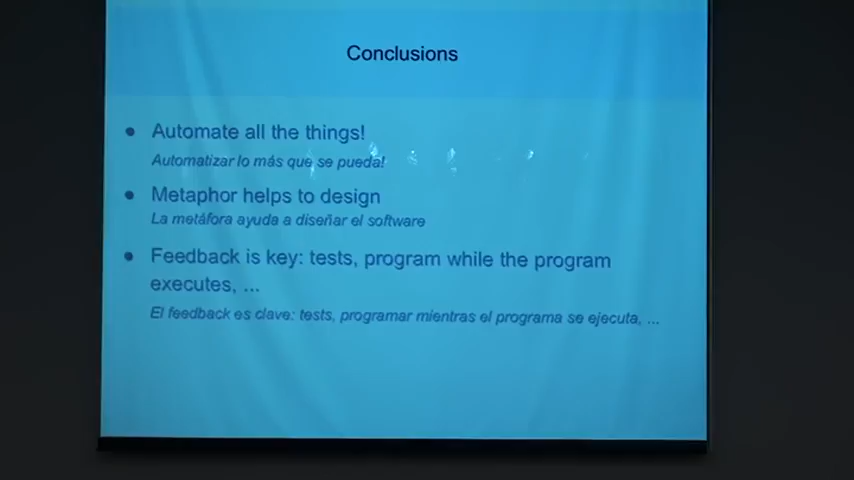 Conclusions
Automate all the things!
Automatizar lo más que se pueda!
Metaphor helps to design
La metáfora ayuda a diseñar el software
Feedback is key: tests, program while the program
executes, ...
El feedback es clave: tests, programar mientras el programa se ejecuta, ...